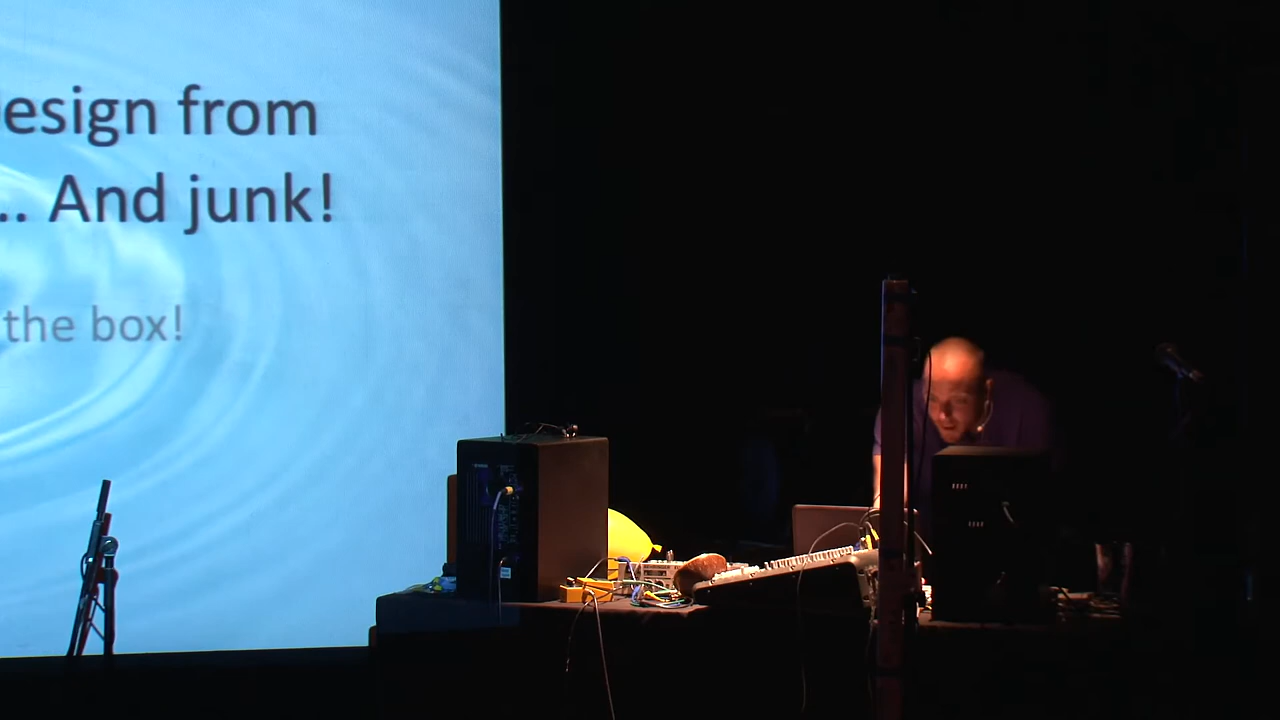 esign from
.. And junk!
the box!